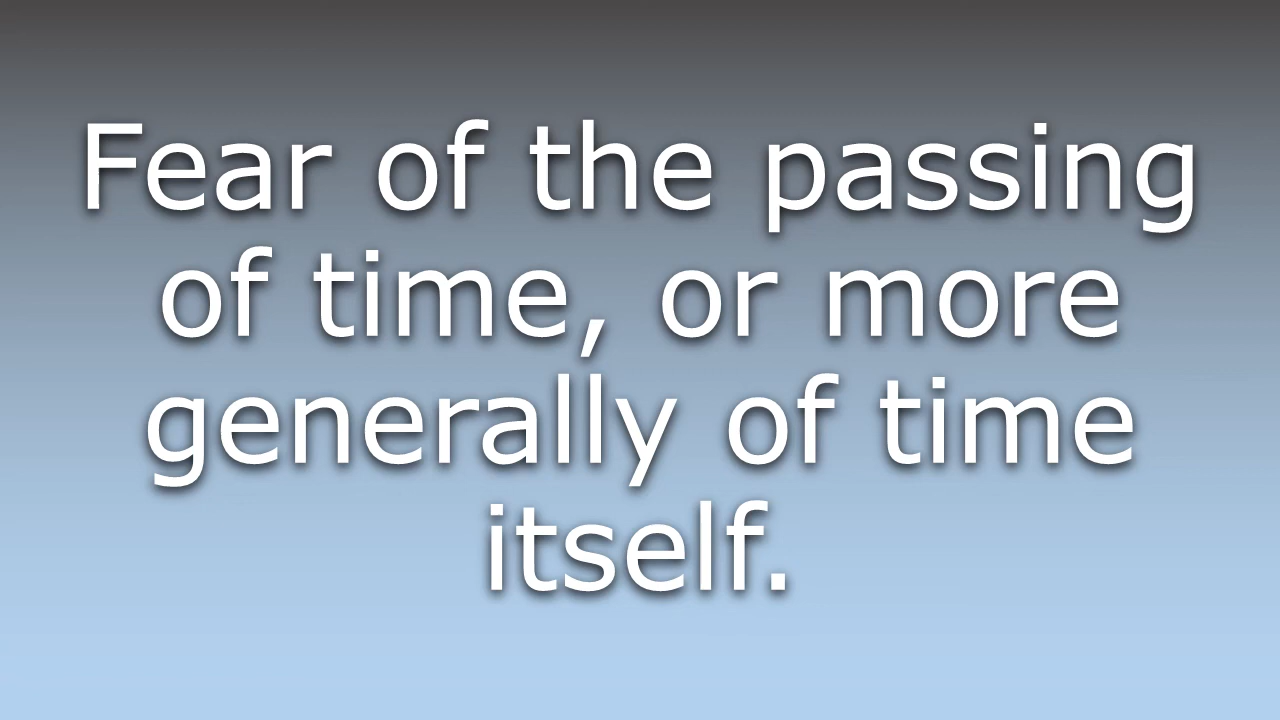 Fear of the passing
of time, or more
generally of time
itself.